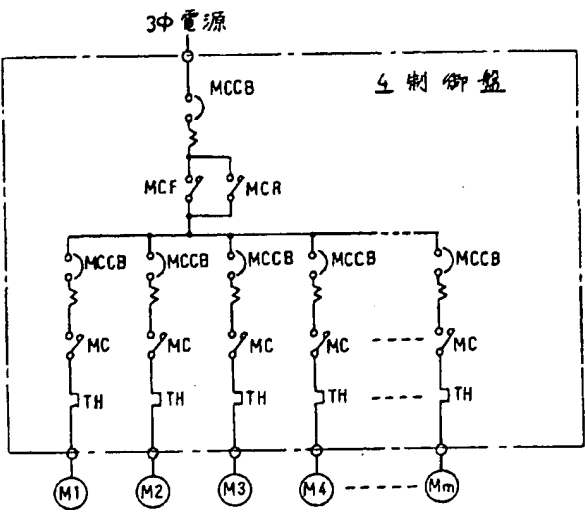 3Φ電源
MCCB
4 制御盤
MCF MCR
MCCB MCCB MCCB MCCB MCCB
MC MC MC MC MC
TH TH TH TH TH
M1 M2 M3 M4 Mm